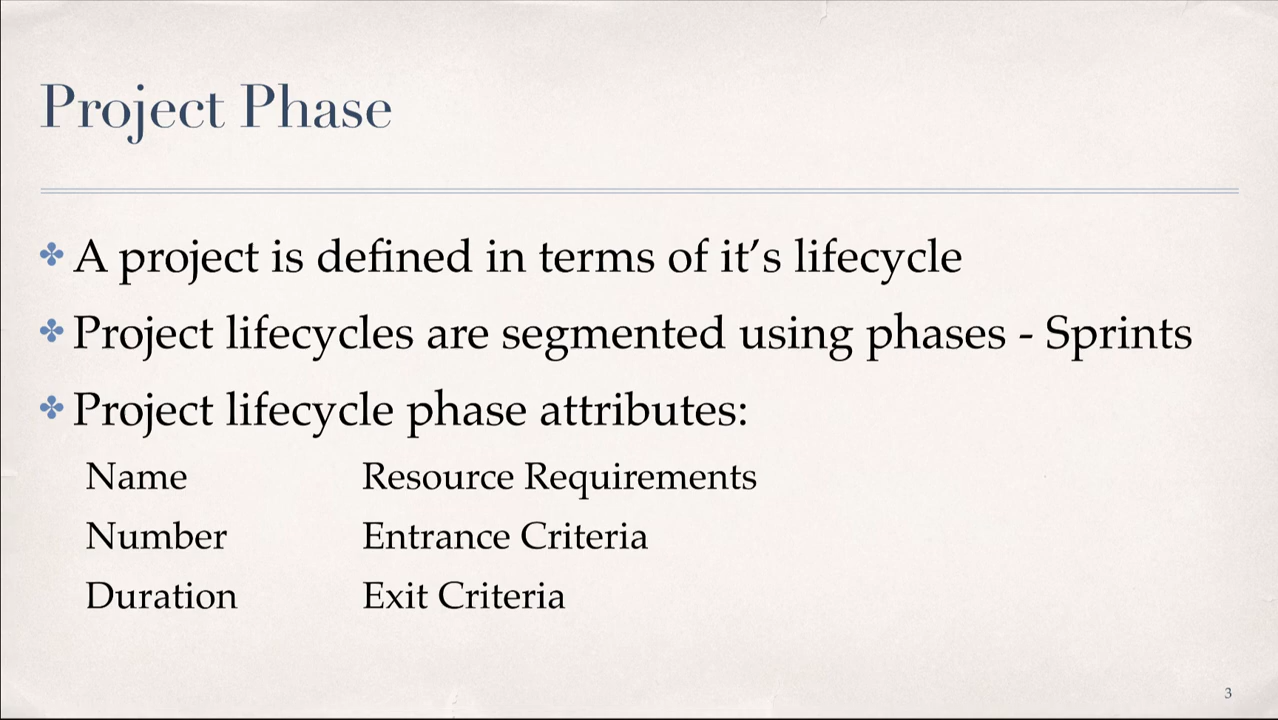 Project Phase
A project is defined in terms of it’s lifecycle
Project lifecycles are segmented using phases - Sprints
Project lifecycle phase attributes:
Name Resource Requirements
Number Entrance Criteria
Duration Exit Criteria
3